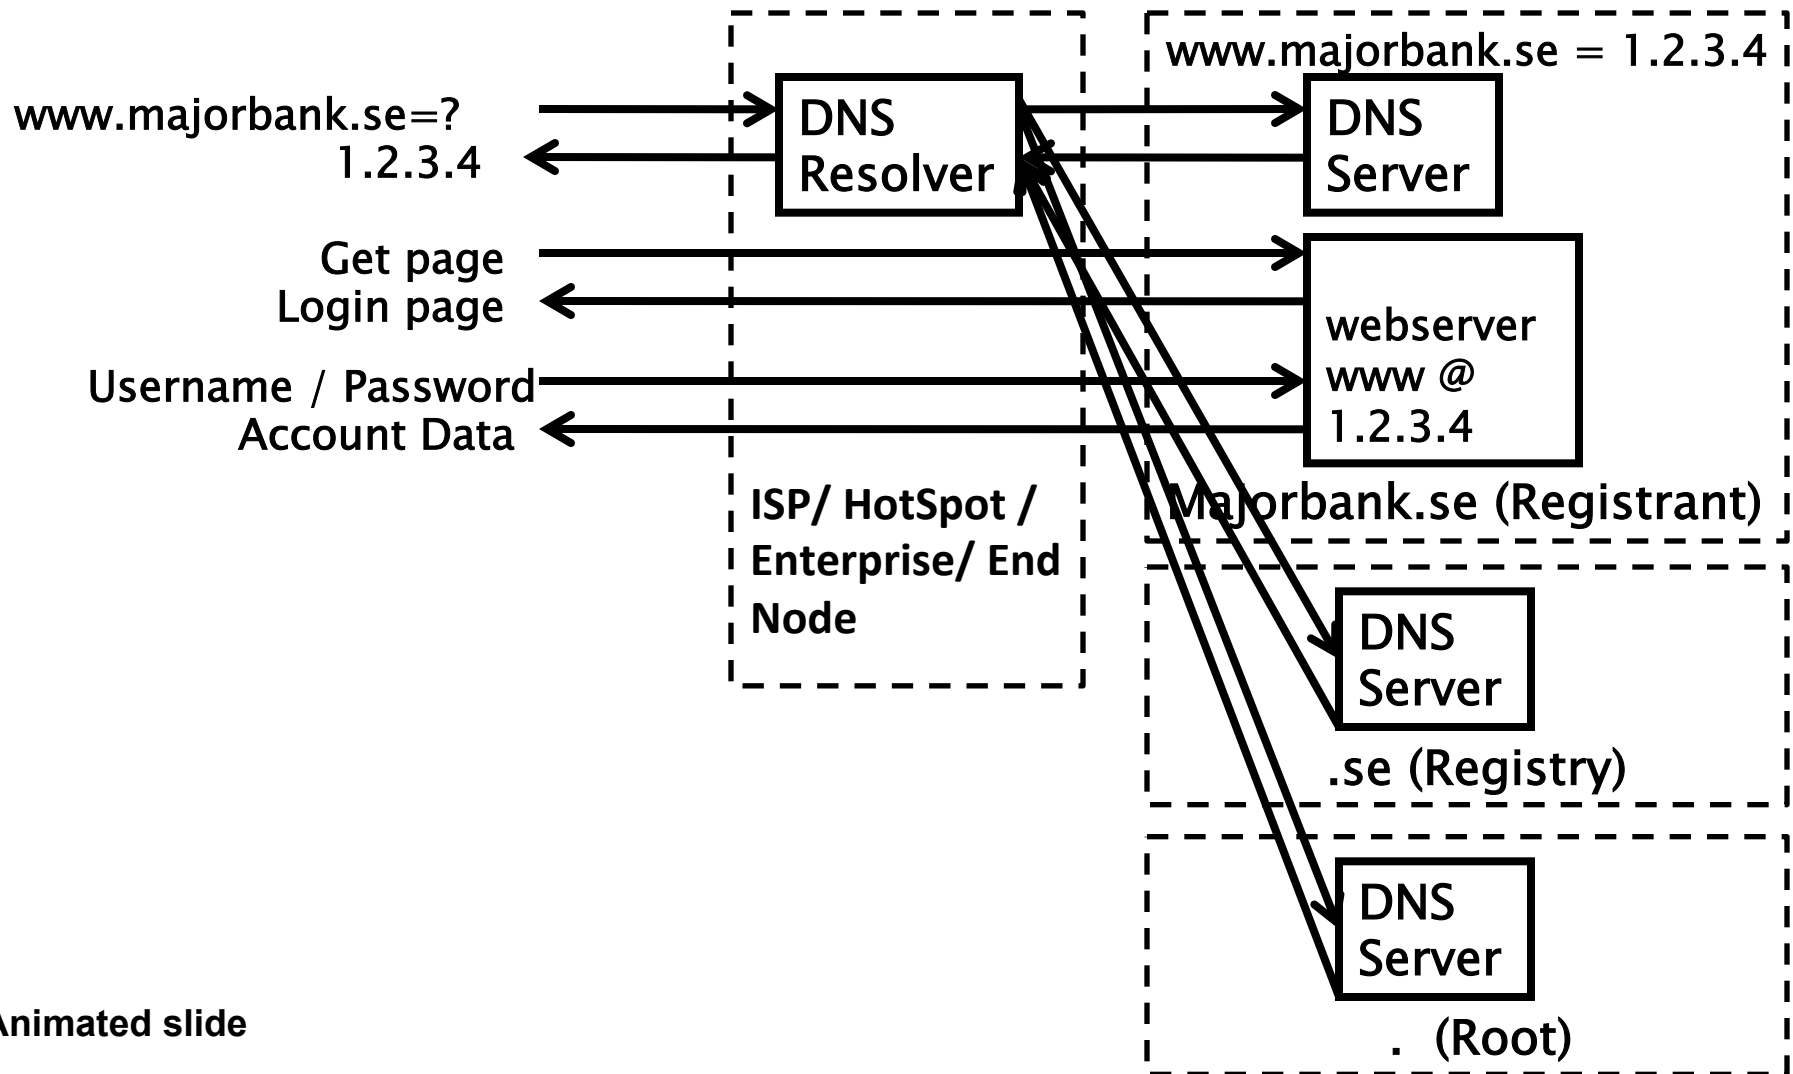 www.majorbank.se = 1.2.3.4
www.majorbank.se=?
1.2.3.4
DNS
Resolver
DNS
Server
Get page
Login page
Username / Password
Account Data
webserver
www @
1.2.3.4
Majorbank.se (Registrant)
ISP/ HotSpot /
Enterprise/ End
Node
DNS
Server
.se (Registry)
DNS
Server
. (Root)
Animated slide